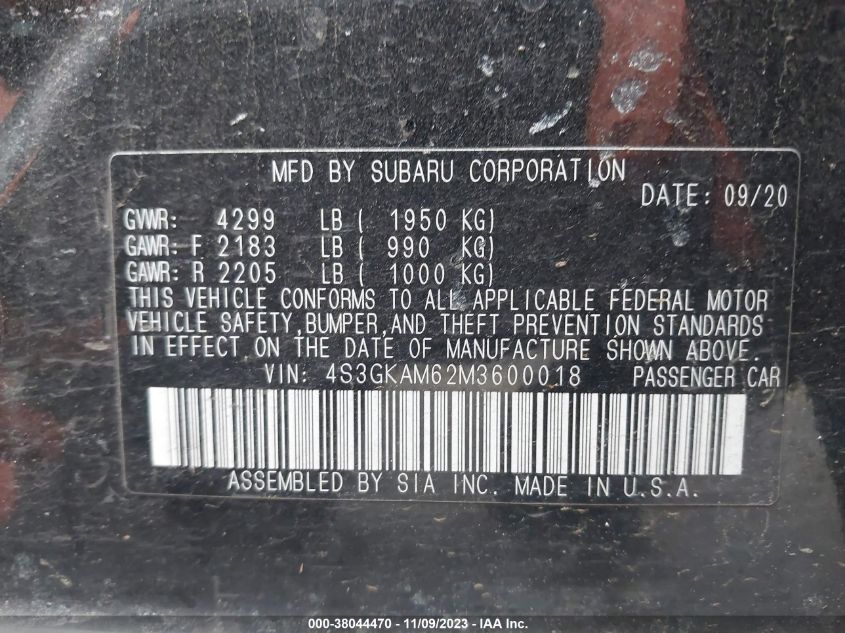 MFD BY SUBARU CORPORATION
DATE: 09/20
GVWR: 4299 LB ( 1950 KG)
GAWR: F 2183 LB ( 990 KG)
GAWR: R 2205 LB ( 1000 KG)
THIS VEHICLE CONFORMS TO ALL APPLICABLE FEDERAL MOTOR
VEHICLE SAFETY,BUMPER,AND THEFT PREVENTION STANDARDS
IN EFFECT ON THE DATE OF MANUFACTURE SHOWN ABOVE.
VIN: 4S3GKAM62M3600018 PASSENGER CAR
ASSEMBLED BY SIA INC. MADE IN U.S.A.
000-38044470 - 11/09/2023 - IAA Inc.